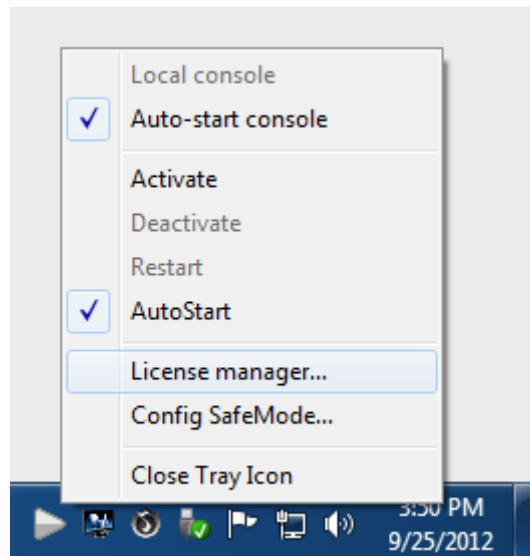 Local console
Auto-start console
Activate
Deactivate
Restart
AutoStart
License manager...
Config SafeMode...
Close Tray Icon
3:50 PM
9/25/2012